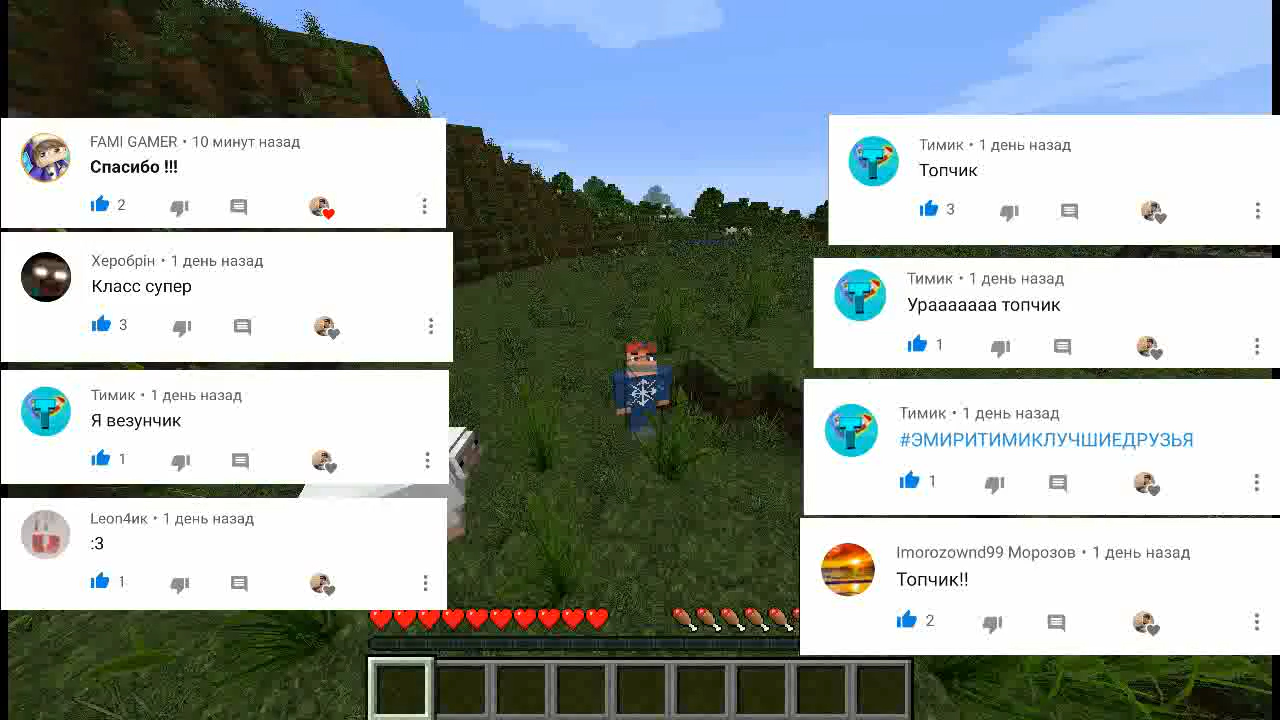 FAMI GAMER • 10 минут назад
Спасибо !!!
2
Херобрін • 1 день назад
Класс супер
3
Тимик • 1 день назад
Я везунчик
1
Leon4ик • 1 день назад
:3
1
Тимик • 1 день назад
Топчик
3
Тимик • 1 день назад
Ураааааaа топчик
1
Тимик • 1 день назад
#ЭМИРИТИМИКЛУЧШИЕДРУЗЬЯ
1
Imorozownd99 Морозов • 1 день назад
Топчик!!
2